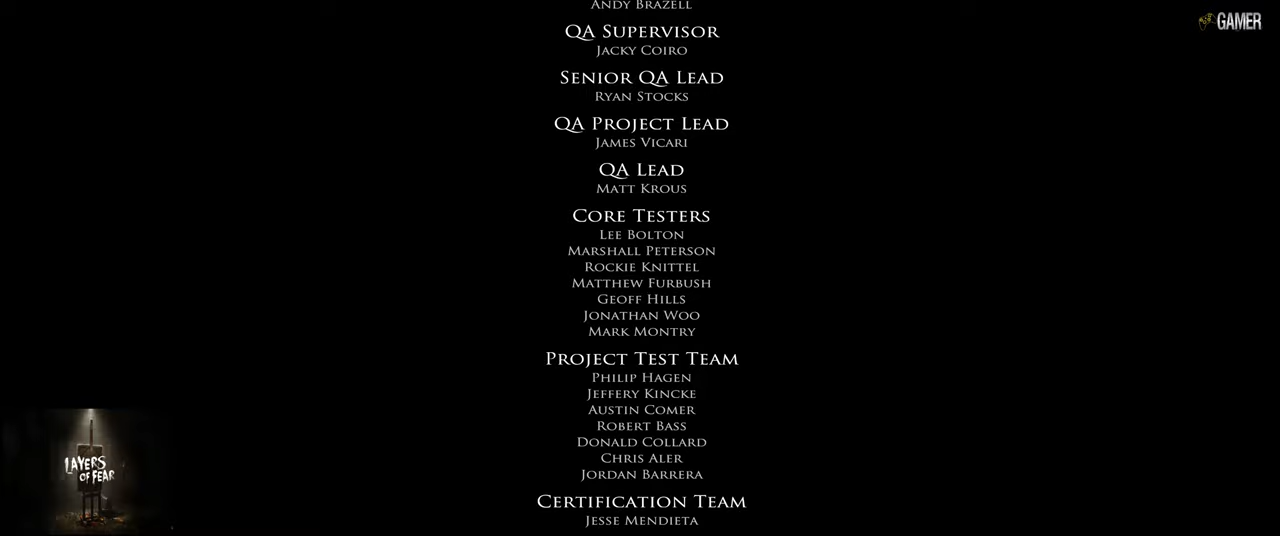 Andy Brazell
QA Supervisor
Jacky Coiro
Senior QA Lead
Ryan Stocks
QA Project Lead
James Vicari
QA Lead
Matt Krous
Core Testers
Lee Bolton
Marshall Peterson
Rockie Knittel
Matthew Furbush
Geoff Hills
Jonathan Woo
Mark Montry
Project Test Team
Philip Hagen
Jeffery Kincke
Austin Comer
Robert Bass
Donald Collard
Chris Aler
Jordan Barrera
Certification Team
Jesse Mendieta
GAMER
LAYERS
OF FEAR